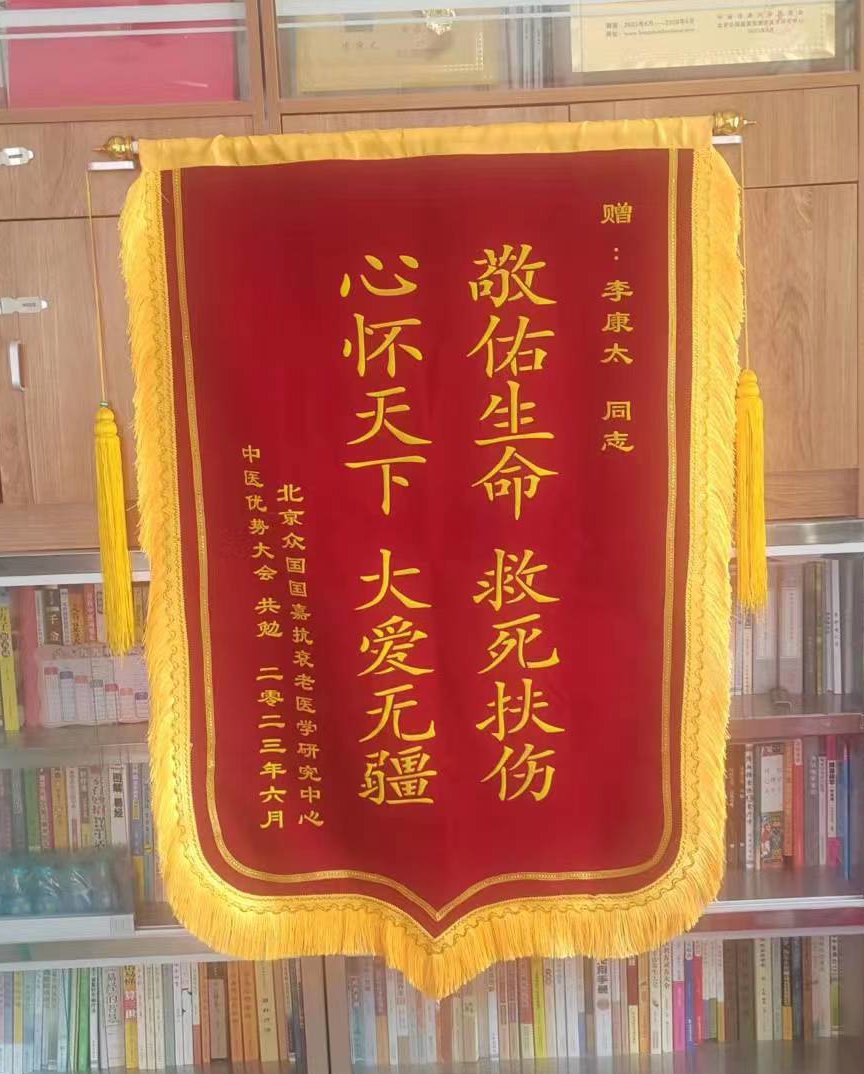 赠：李康太 同志
敬佑生命 救死扶伤
心怀天下 大爱无疆
北京众国国嘉抗衰老医学研究中心
中医优势大会 共勉 二零二三年六月